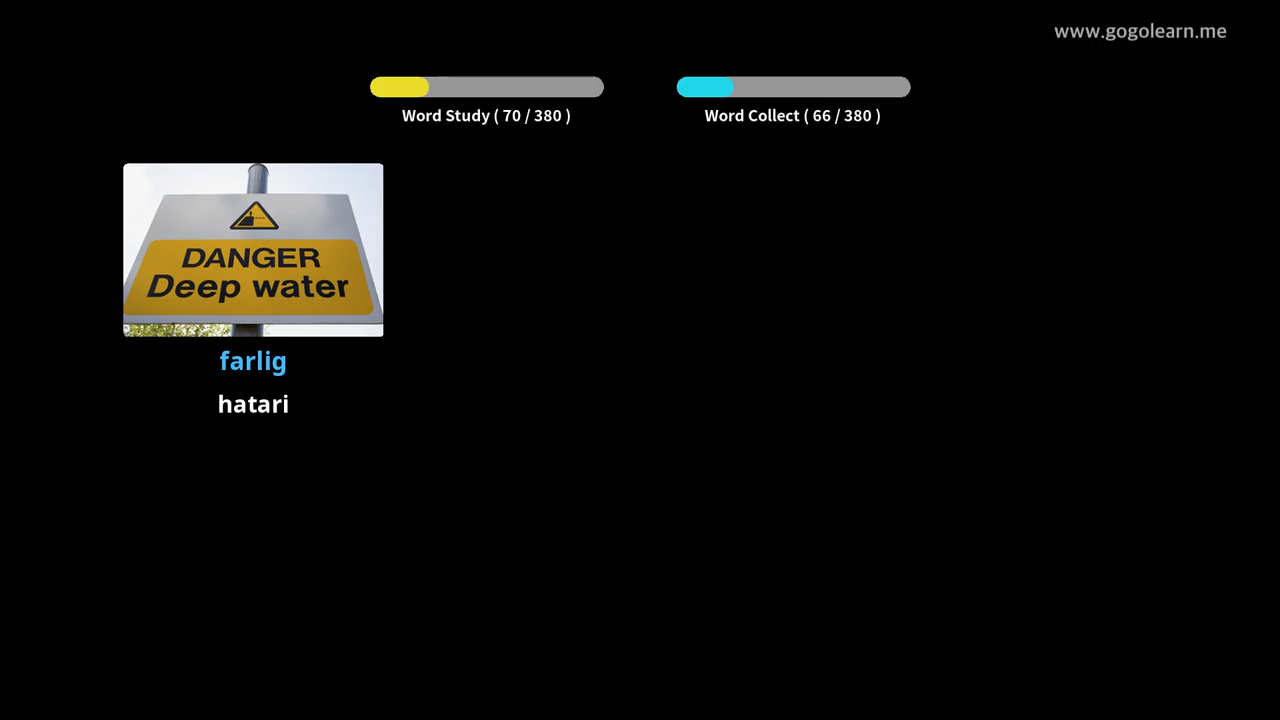 www.gogolearn.me
Word Study ( 70 / 380 )
Word Collect ( 66 / 380 )
DANGER
Deep water
farlig
hatari